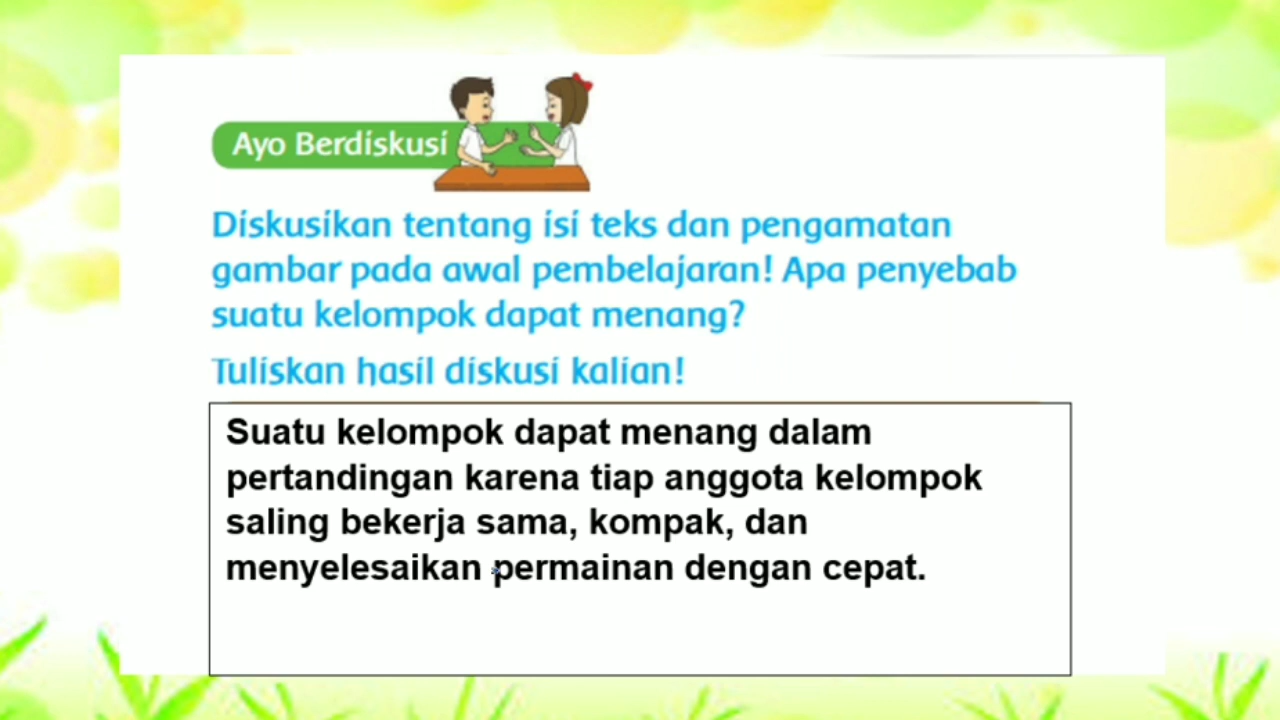 Ayo Berdiskusi
Diskusikan tentang isi teks dan pengamatan
gambar pada awal pembelajaran! Apa penyebab
suatu kelompok dapat menang?
Tuliskan hasil diskusi kalian!
Suatu kelompok dapat menang dalam
pertandingan karena tiap anggota kelompok
saling bekerja sama, kompak, dan
menyelesaikan permainan dengan cepat.